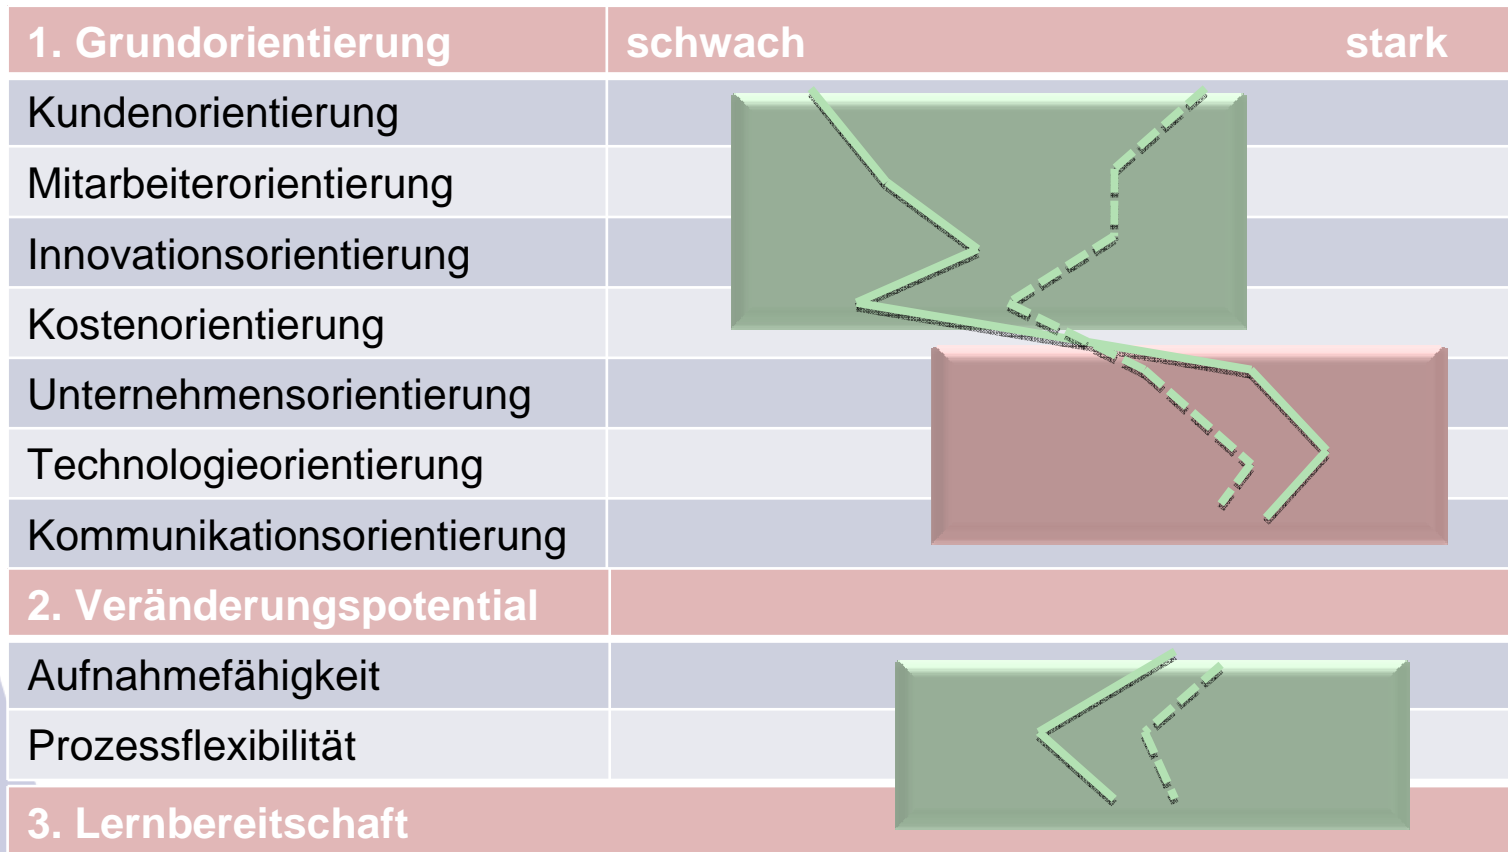 1. Grundorientierung schwach stark
Kundenorientierung
Mitarbeiterorientierung
Innovationsorientierung
Kostenorientierung
Unternehmensorientierung
Technologieorientierung
Kommunikationsorientierung
2. Veränderungspotential
Aufnahmefähigkeit
Prozessflexibilität
3. Lernbereitschaft